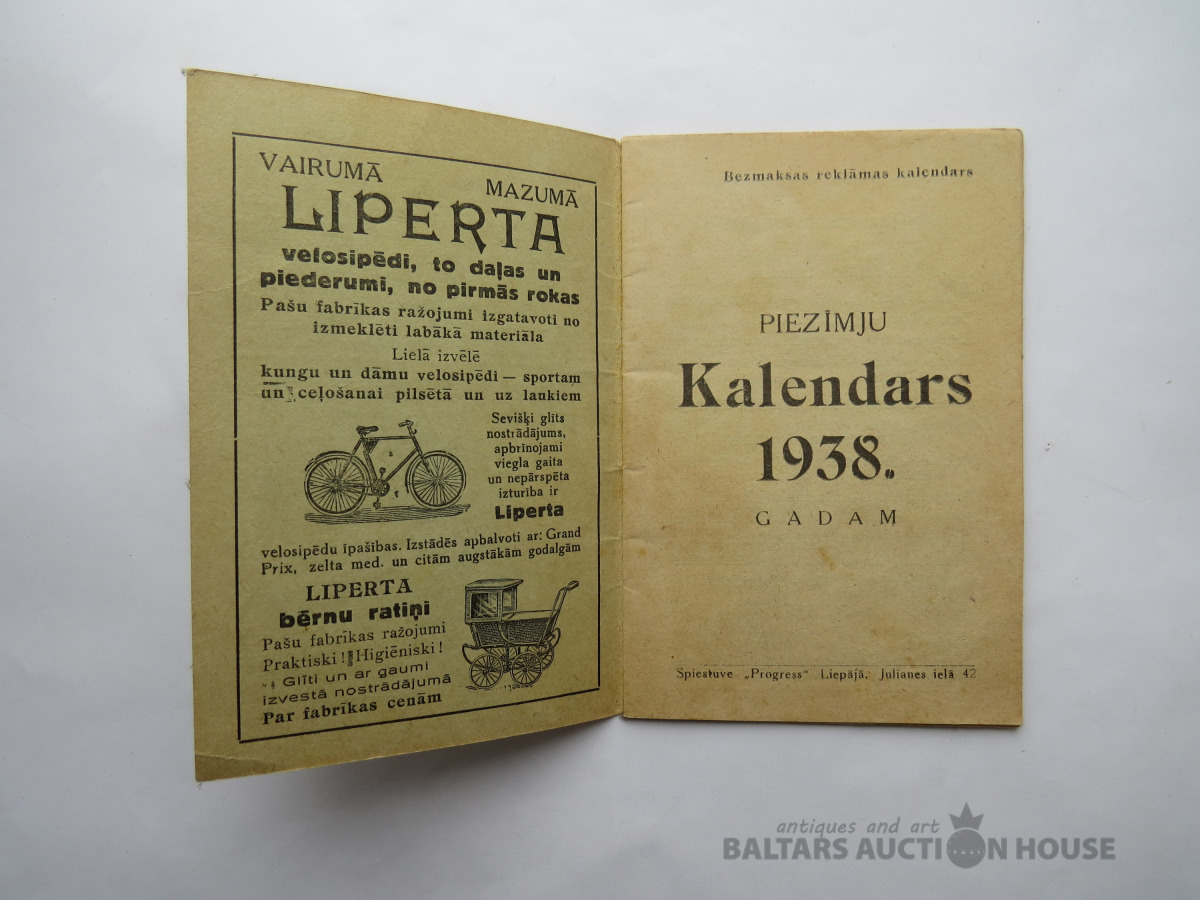 VAIRUMĀ
MAZUMĀ
LIPERTA
velosipēdi, to daļas un
piederumi, no pirmās rokas
Pašu fabrīkas ražojumi izgatavoti no
izmeklēti labākā materiāla
Lielā izvēlē
kungu un dāmu velosipēdi — sportam
un ceļošanai pilsētā un uz laukiem
Sevišķi glīts
nostrādājums,
apbrīnojami
viegla gaita
un nepārspēta
izturība ir
Liperta
velosipēdu īpašības. Izstādēs apbalvoti ar: Grand
Prix, zelta med. un citām augstākām godalgām
LIPERTA
bērnu ratiņi
Pašu fabrīkas ražojumi
Praktiski! Higiēniski!
Glīti un ar gaumi
izvestā nostrādājumā
Par fabrīkas cenām
Bezmaksas reklāmas kalendars
PIEZĪMJU
Kalendars
1938.
GADAM
Spiestuve „Progress" Liepājā, Julianes ielā 42
antiques and art
BALTARS AUCTION HOUSE